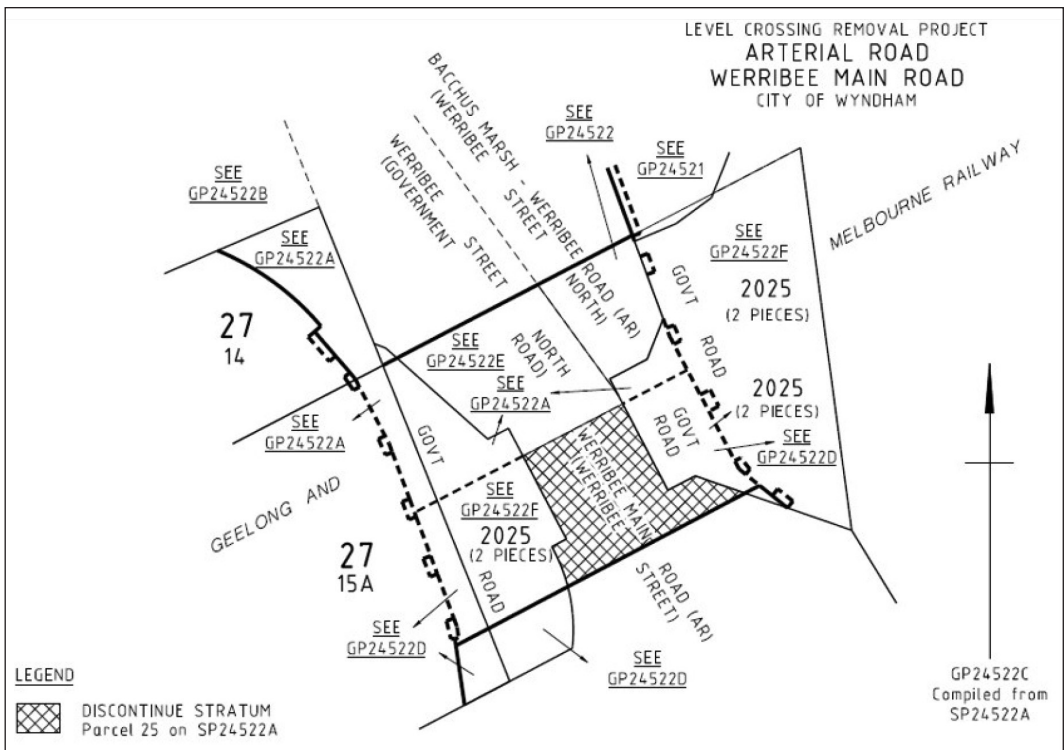 LEVEL CROSSING REMOVAL PROJECT
ARTERIAL ROAD
WERRIBEE MAIN ROAD
CITY OF WYNDHAM
BACCHUS MARSH - WERRIBEE ROAD (AR)
(WERRIBEE STREET NORTH)
WERRIBEE STREET NORTH
(GOVERNMENT ROAD)
SEE
GP24522
SEE
GP24521
MELBOURNE RAILWAY
SEE
GP24522B
SEE
GP24522A
SEE
GP24522F
2025
(2 PIECES)
GOVT ROAD
27
14
SEE
GP24522E
SEE
GP24522A
2025
(2 PIECES)
SEE
GP24522A
GOVT ROAD
GOVT ROAD
SEE
GP24522D
GEELONG AND
SEE
GP24522F
2025
(2 PIECES)
WERRIBEE MAIN ROAD (AR)
(WERRIBEE STREET)
27
15A
SEE
GP24522D
SEE
GP24522D
LEGEND
DISCONTINUE STRATUM
Parcel 25 on SP24522A
GP24522C
Compiled from
SP24522A